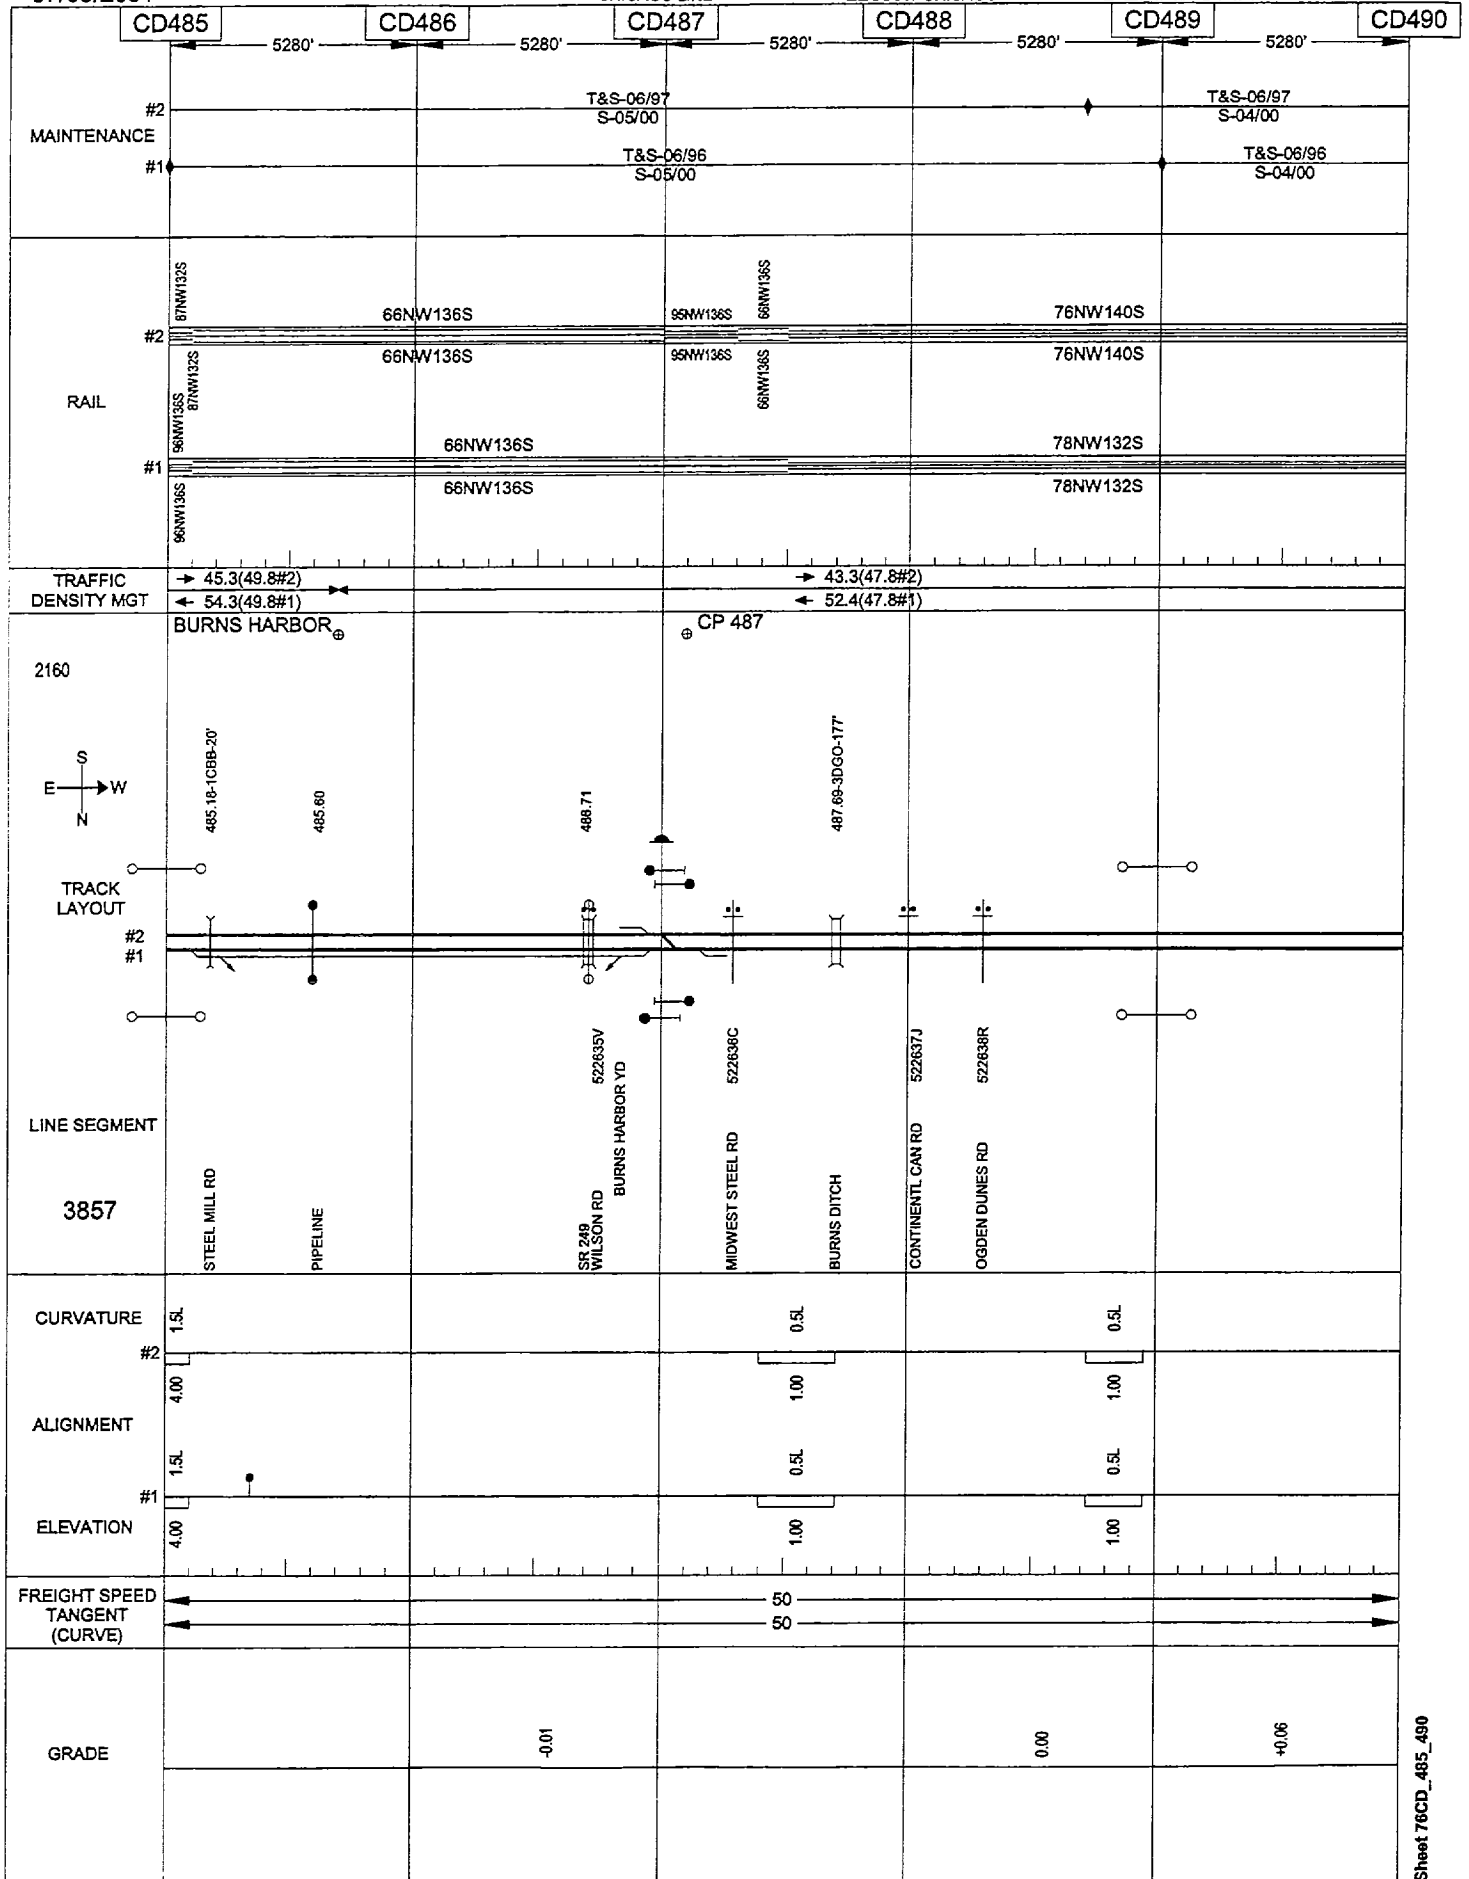 CD485 CD486 CD487 CD488 CD489 CD490
5280' 5280' 5280' 5280' 5280'
#2 T&S-06/97 T&S-06/97
S-05/00 S-04/00
MAINTENANCE
#1 T&S-06/96 T&S-06/96
S-05/00 S-04/00
87NW132S 66NW136S
66NW136S 95NW136S 76NW140S
#2
66NW136S 95NW136S 76NW140S
87NW132S 66NW136S
RAIL
96NW136S
66NW136S 78NW132S
#1
66NW136S 78NW132S
96NW136S
TRAFFIC 45.3(49.8#2) 43.3(47.8#2)
DENSITY MGT 54.3(49.8#1) 52.4(47.8#1)
BURNS HARBOR CP 487
2160
S
E W
N
485.18-1CBB-20' 485.60 486.71 487.69-3DGO-177'
TRACK
LAYOUT
#2
#1
522635V 522636C 522637J 522638R
LINE SEGMENT
3857
STEEL MILL RD
PIPELINE
SR 249
WILSON RD
BURNS HARBOR YD
MIDWEST STEEL RD
BURNS DITCH
CONTINENTL CAN RD
OGDEN DUNES RD
CURVATURE 1.5L 0.5L 0.5L
#2
4.00 1.00 1.00
ALIGNMENT
1.5L 0.5L 0.5L
#1
ELEVATION 4.00 1.00 1.00
FREIGHT SPEED 50
TANGENT
(CURVE) 50
GRADE -0.01 0.00 +0.06
Sheet 76CD_485_490